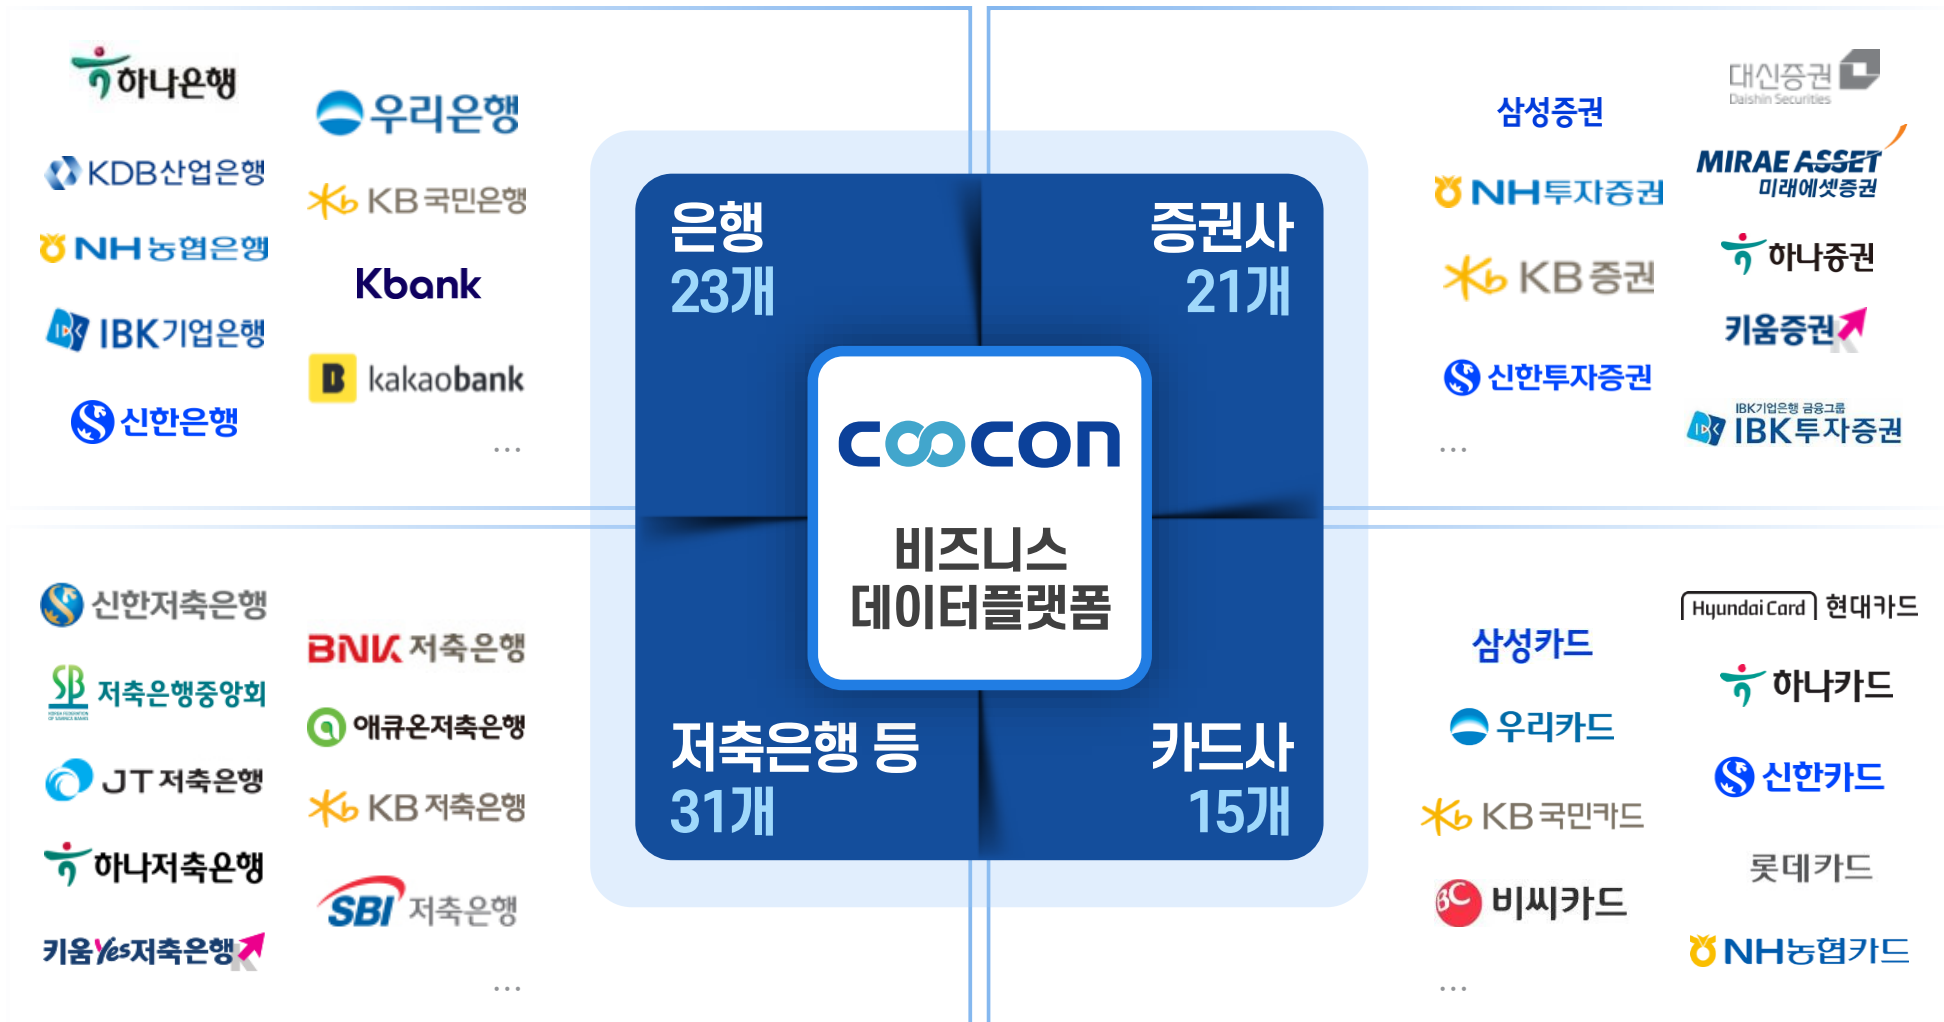 하나은행
우리은행
KDB산업은행
KB국민은행
NH농협은행
Kbank
IBK기업은행
kakaobank
신한은행
...
은행
23개
증권사
21개
삼성증권
대신증권
Daishin Securities
NH투자증권
MIRAE ASSET
미래에셋증권
KB증권
하나증권
키움증권
신한투자증권
IBK기업은행 금융그룹
IBK투자증권
...
coocon
비즈니스
데이터플랫폼
신한저축은행
BNK저축은행
SB저축은행중앙회
애큐온저축은행
JT저축은행
KB저축은행
하나저축은행
SBI저축은행
키움Yes저축은행
...
저축은행 등
31개
카드사
15개
삼성카드
Hyundai Card 현대카드
우리카드
하나카드
KB국민카드
신한카드
BC 비씨카드
롯데카드
NH농협카드
...